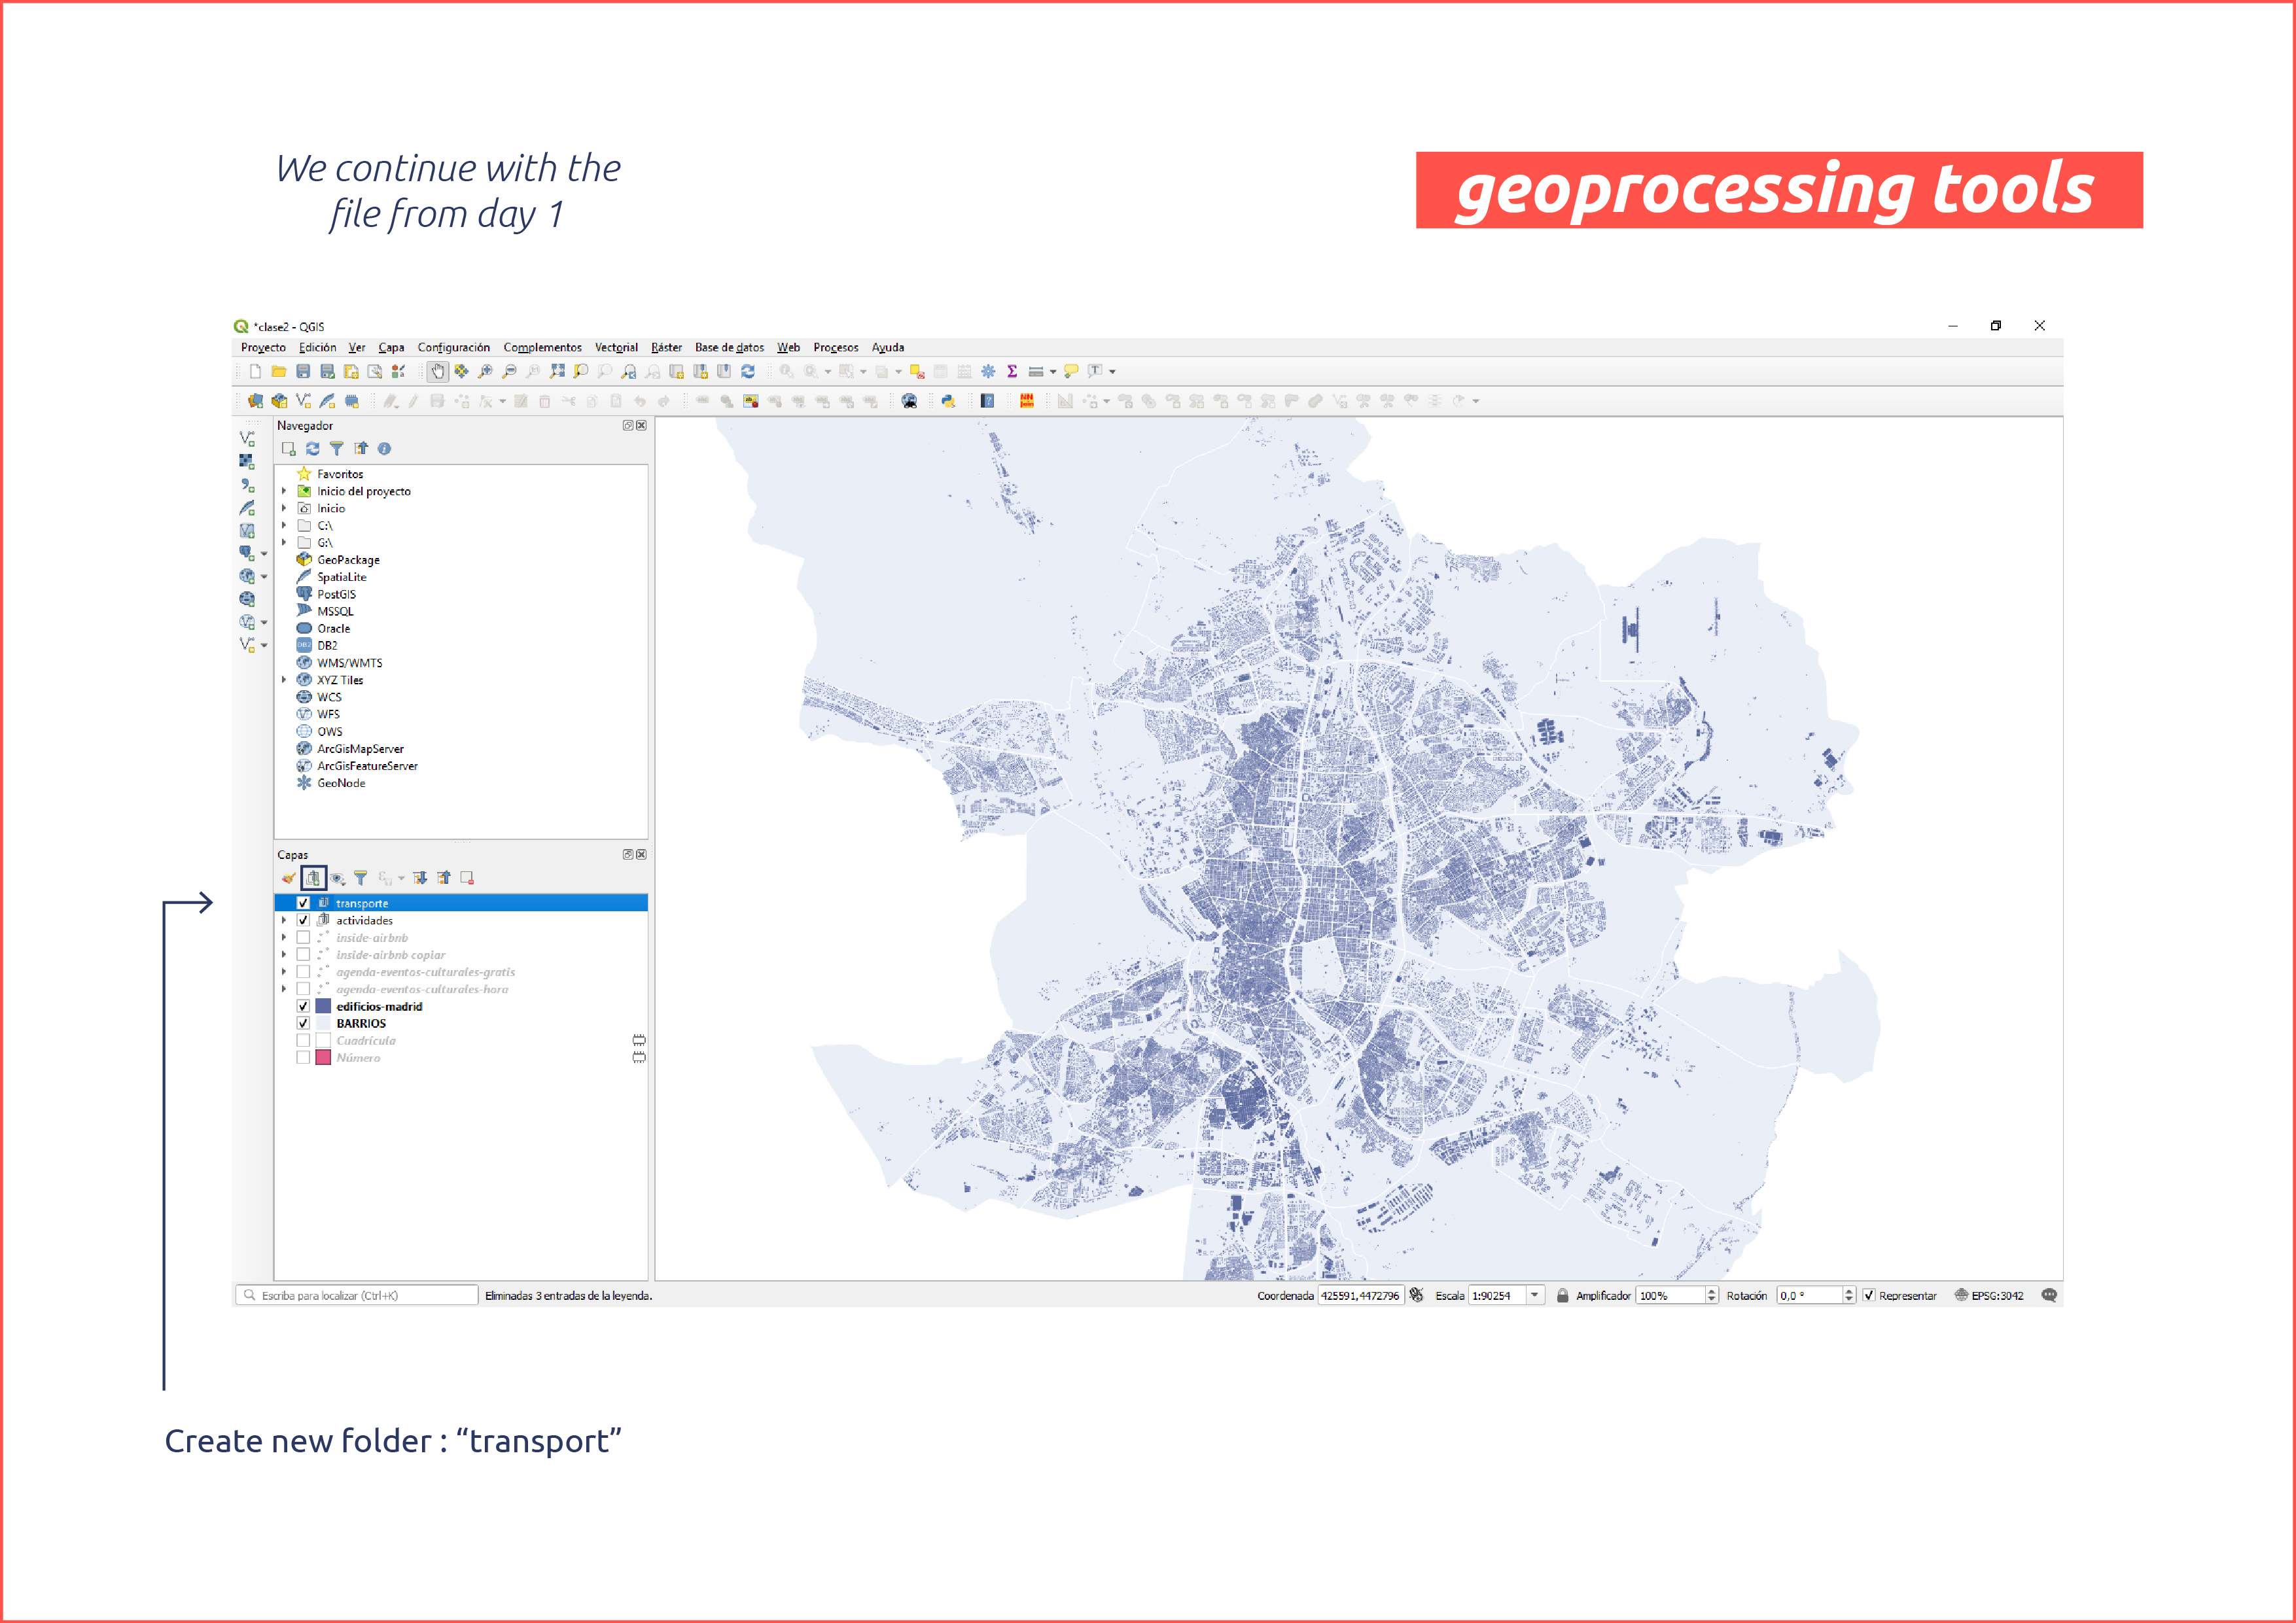 We continue with the
file from day 1
geoprocessing tools
*clase2 - QGIS
Proyecto Edición Ver Capa Configuración Complementos Vectorial Ráster Base de datos Web Procesos Ayuda
Navegador
Favoritos
Inicio del proyecto
Inicio
C:\
G:\
GeoPackage
SpatiaLite
PostGIS
MSSQL
Oracle
DB2
WMS/WMTS
XYZ Tiles
WCS
WFS
OWS
ArcGisMapServer
ArcGisFeatureServer
GeoNode
Capas
transporte
actividades
inside-airbnb
inside-airbnb copiar
agenda-eventos-culturales-gratis
agenda-eventos-culturales-hora
edificios-madrid
BARRIOS
Cuadrícula
Número
Escriba para localizar (Ctrl+K) Eliminadas 3 entradas de la leyenda. Coordenada 425591,4472796 Escala 1:90254 Amplificador 100% Rotación 0,0 ° Representar EPSG:3042
Create new folder : “transport”